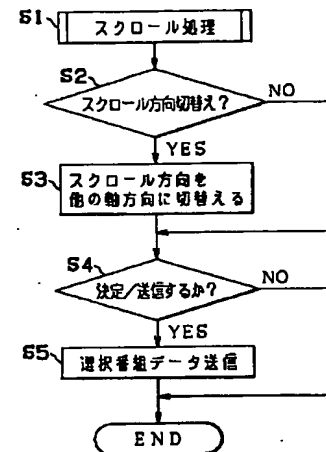 S1
スクロール処理
S2
スクロール方向切替え?
NO
YES
S3
スクロール方向を
他の軸方向に切替える
S4
決定/送信するか?
NO
YES
S5
選択番組データ送信
END